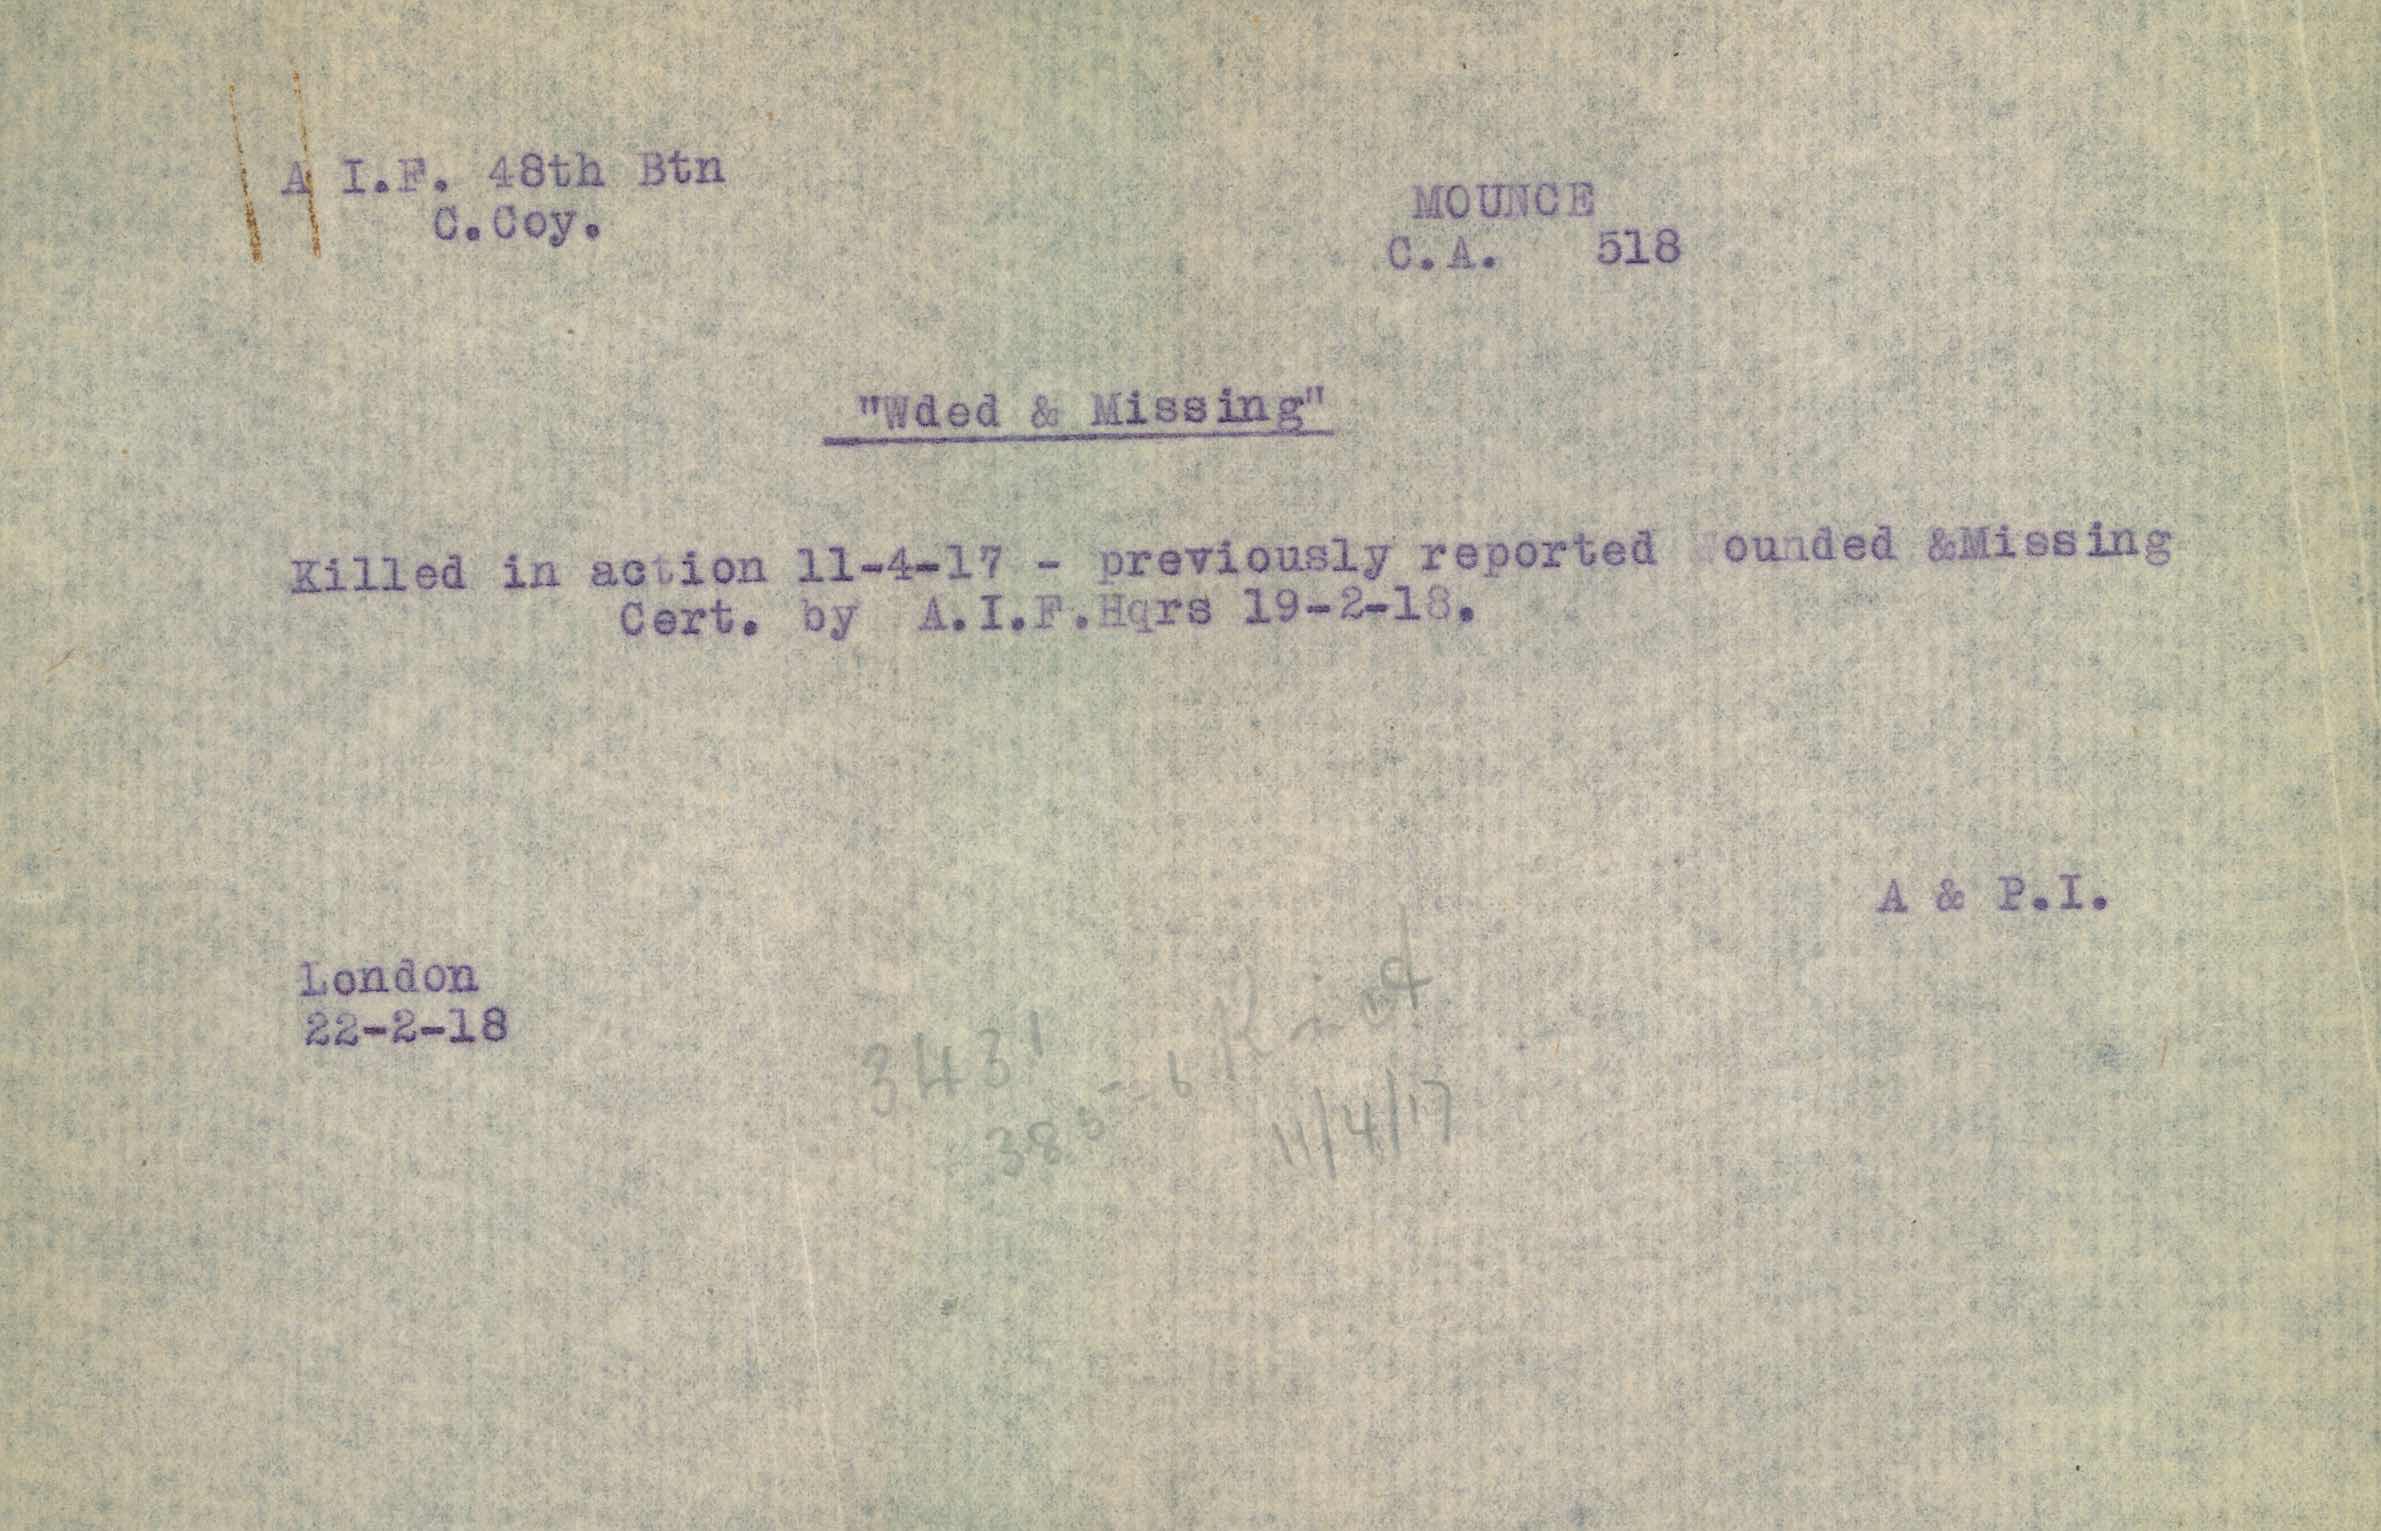 A I.F. 48th Btn
C.Coy.
MOUNCE
C.A. 518
"Wded & Missing"
Killed in action 11-4-17 - previously reported Wounded &Missing
Cert. by A.I.F.Hqrs 19-2-18.
A & P.I.
London
22-2-18
3431
11/4/17